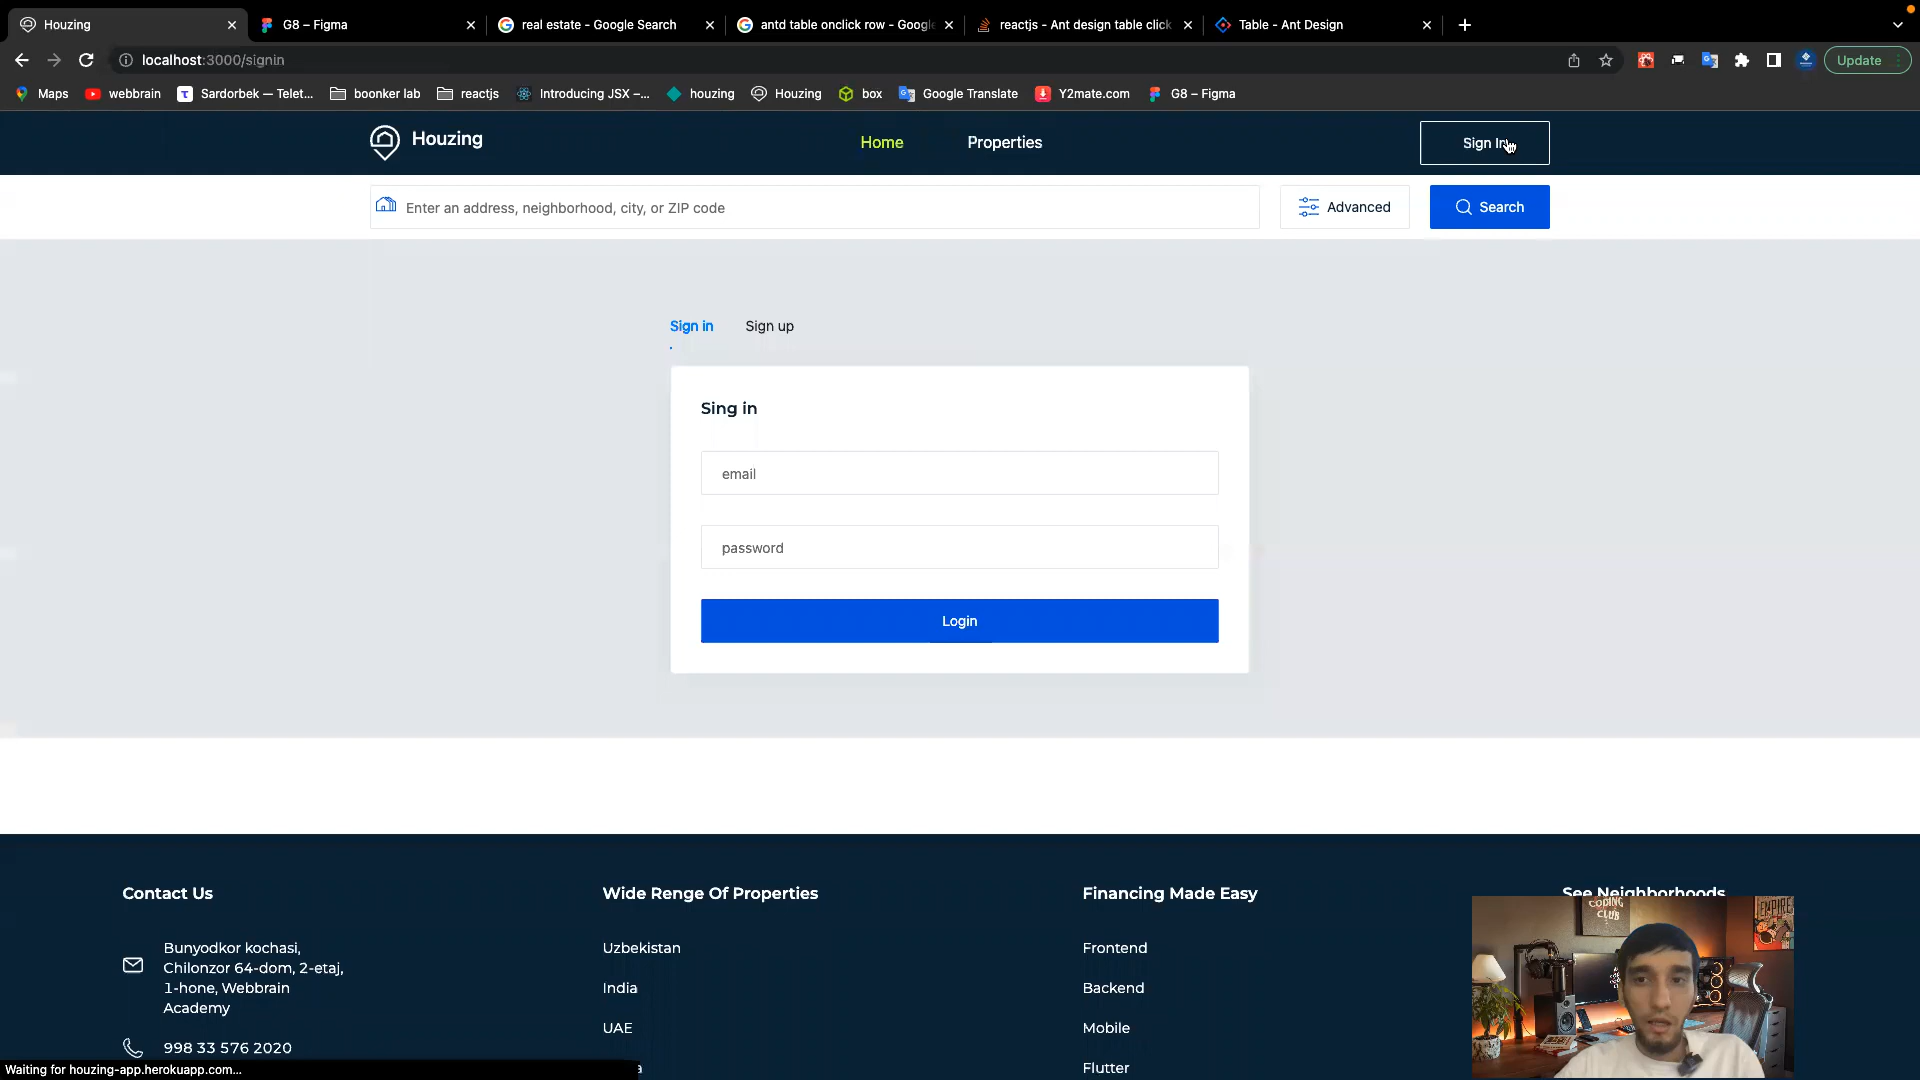 Houzing
G8 – Figma
real estate - Google Search
antd table onclick row - Google
reactjs - Ant design table click
Table - Ant Design
localhost:3000/signin
Update
Maps
webbrain
Sardorbek — Telet...
boonker lab
reactjs
Introducing JSX –...
houzing
Houzing
box
Google Translate
Y2mate.com
G8 – Figma
Houzing
Home
Properties
Sign In
Enter an address, neighborhood, city, or ZIP code
Advanced
Search
Sign in
Sign up
Sing in
email
password
Login
Contact Us
Wide Range Of Properties
Financing Made Easy
See Neighborhoods
Bunyodkor kochasi,
Chilonzor 64-dom, 2-etaj,
1-hone, Webbrain
Academy
998 33 576 2020
Uzbekistan
India
UAE
Frontend
Backend
Mobile
Flutter
CODING
CLUB
EMPIRE
Waiting for houzing-app.herokuapp.com...